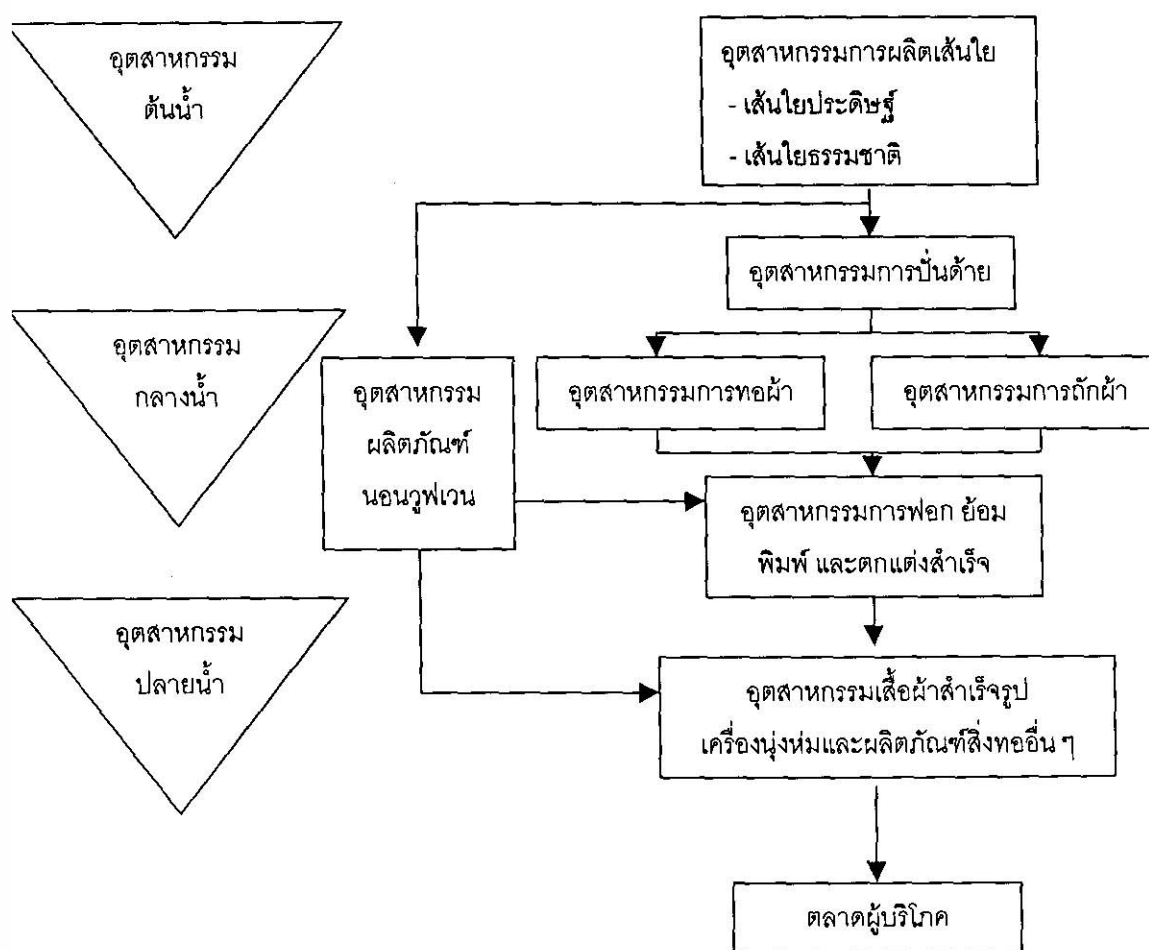 อุตสาหกรรม
ต้นน้ำ
อุตสาหกรรมการผลิตเส้นใย
- เส้นใยประดิษฐ์
- เส้นใยธรรมชาติ
อุตสาหกรรมการปั่นด้าย
อุตสาหกรรม
กลางน้ำ
อุตสาหกรรม
ผลิตภัณฑ์
นอนวูฟเวน
อุตสาหกรรมการทอผ้า
อุตสาหกรรมการถักผ้า
อุตสาหกรรมการฟอก ย้อม
พิมพ์ และตกแต่งสำเร็จ
อุตสาหกรรม
ปลายน้ำ
อุตสาหกรรมเสื้อผ้าสำเร็จรูป
เครื่องนุ่งห่มและผลิตภัณฑ์สิ่งทออื่น ๆ
ตลาดผู้บริโภค